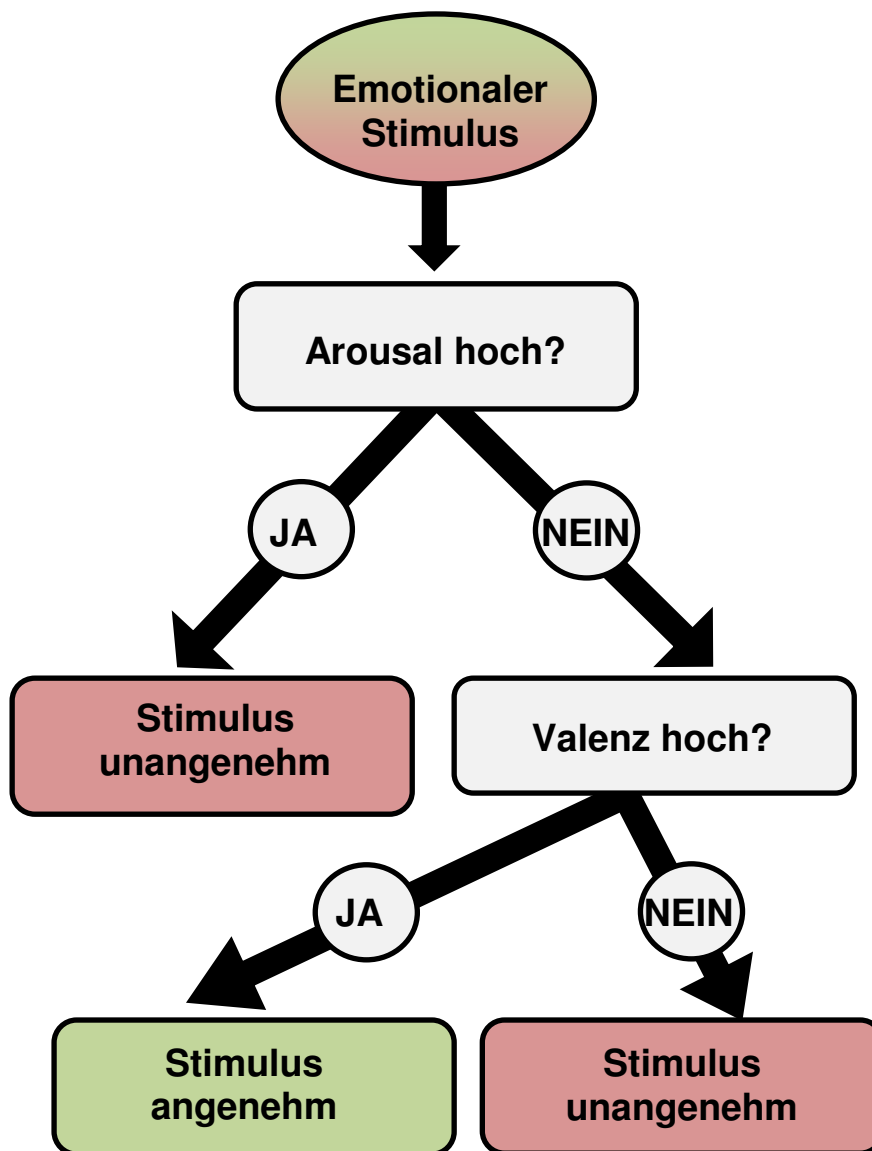 Emotionaler
Stimulus
Arousal hoch?
JA
NEIN
Stimulus
unangenehm
Valenz hoch?
JA
NEIN
Stimulus
angenehm
Stimulus
unangenehm